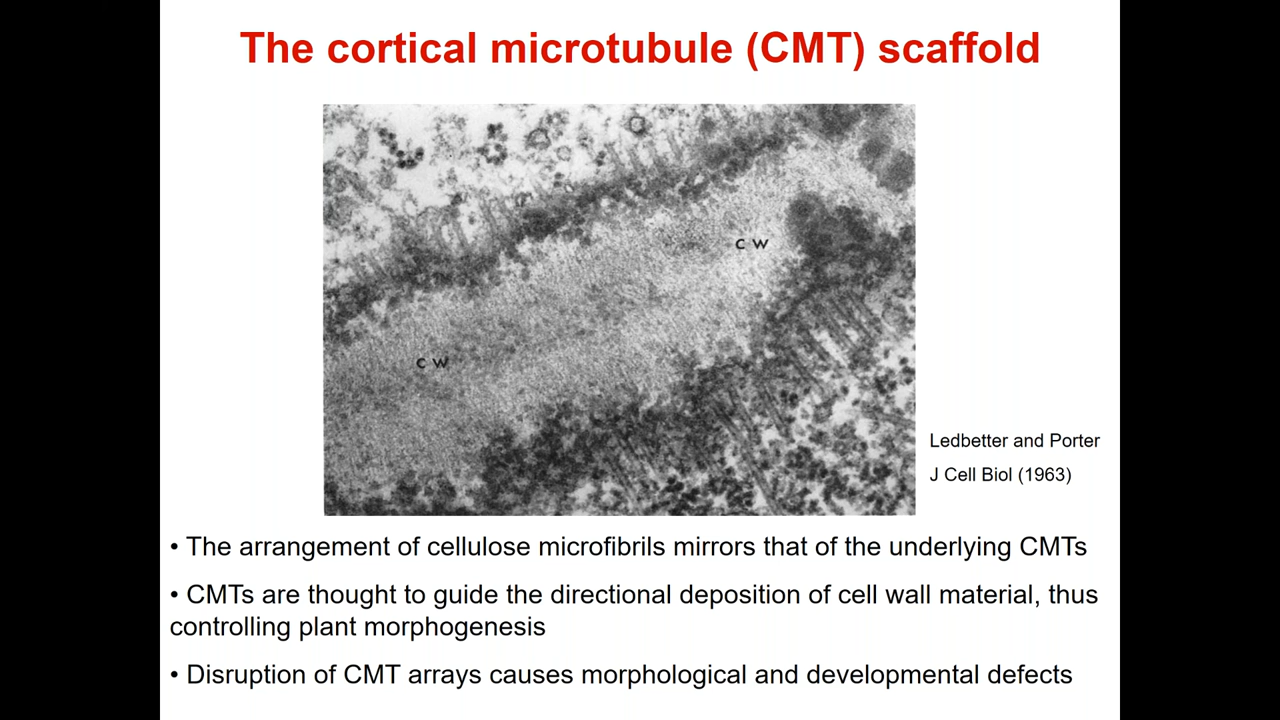 The cortical microtubule (CMT) scaffold
c w
c w
Ledbetter and Porter
J Cell Biol (1963)
• The arrangement of cellulose microfibrils mirrors that of the underlying CMTs
• CMTs are thought to guide the directional deposition of cell wall material, thus
controlling plant morphogenesis
• Disruption of CMT arrays causes morphological and developmental defects